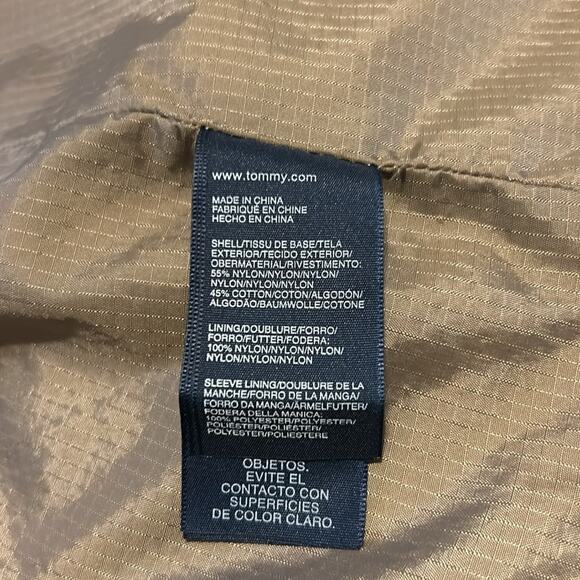 www.tommy.com
MADE IN CHINA
FABRIQUÉ EN CHINE
HECHO EN CHINA
SHELL/TISSU DE BASE/TELA
EXTERIOR/TECIDO EXTERIOR/
OBERMATERIAL/RIVESTIMENTO:
55% NYLON/NYLON/NYLON/
NYLON/NYLON/NYLON
45% COTTON/COTON/ALGODÓN/
ALGODÃO/BAUMWOLLE/COTONE
LINING/DOUBLURE/FORRO/
FORRO/FUTTER/FODERA:
100% NYLON/NYLON/NYLON/
NYLON/NYLON/NYLON
SLEEVE LINING/DOUBLURE DE LA
MANCHE/FORRO DE LA MANGA/
FORRO DA MANGA/ÄRMELFUTTER/
FODERA DELLA MANICA:
100% POLYESTER/POLYESTER/
POLIÉSTER/POLIÉSTER/
POLYESTER/POLIESTERE
OBJETOS.
EVITE EL
CONTACTO CON
SUPERFICIES
DE COLOR CLARO.